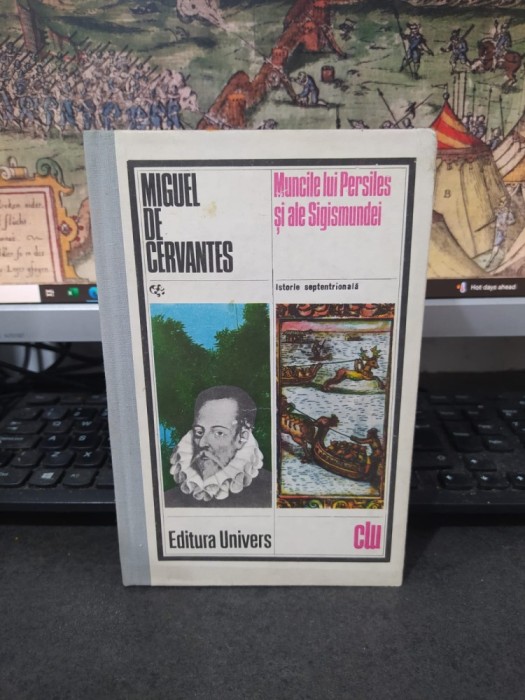 MIGUEL
DE
CERVANTES
Muncile lui Persiles
și ale Sigismundei
Istorie septentrională
Editura Univers
clu
Hot days ahead